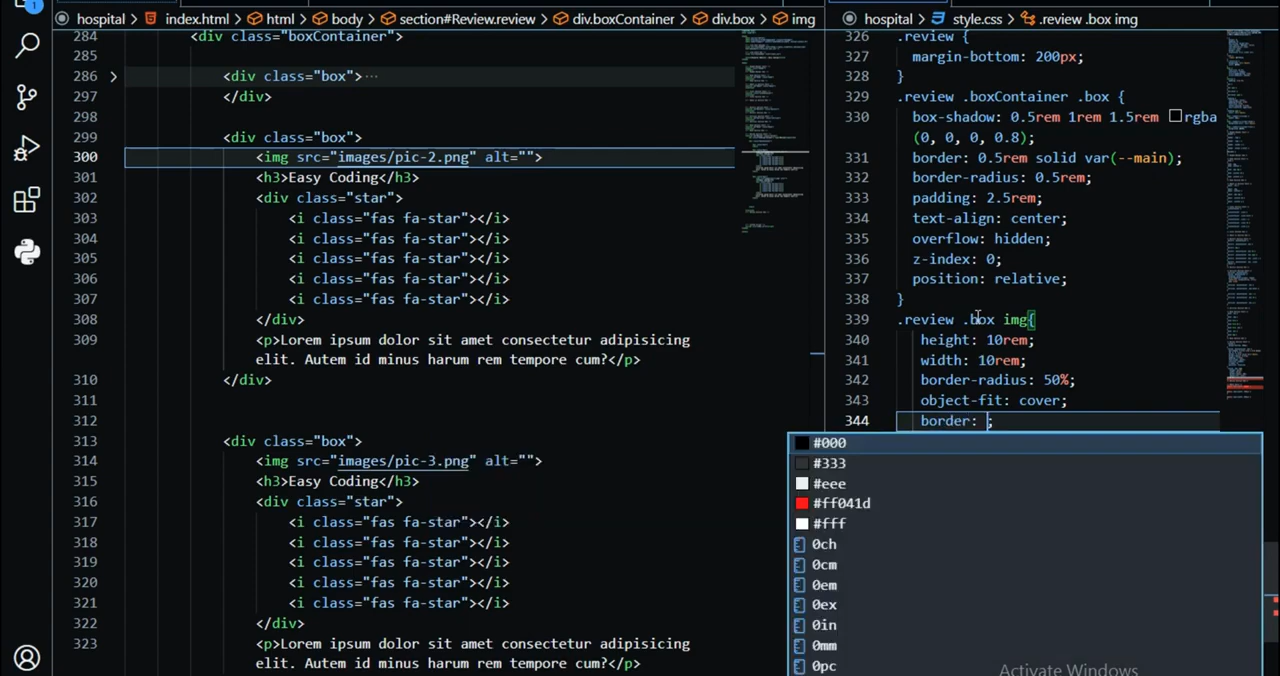 1
hospital > index.html > html > body > section#Review.review > div.boxContainer > div.box > img
284 <div class="boxContainer">
285
286 <div class="box">···
297 </div>
298
299 <div class="box">
300 <img src="images/pic-2.png" alt="">
301 <h3>Easy Coding</h3>
302 <div class="star">
303 <i class="fas fa-star"></i>
304 <i class="fas fa-star"></i>
305 <i class="fas fa-star"></i>
306 <i class="fas fa-star"></i>
307 <i class="fas fa-star"></i>
308 </div>
309 <p>Lorem ipsum dolor sit amet consectetur adipisicing
elit. Autem id minus harum rem tempore cum?</p>
310 </div>
311
312
313 <div class="box">
314 <img src="images/pic-3.png" alt="">
315 <h3>Easy Coding</h3>
316 <div class="star">
317 <i class="fas fa-star"></i>
318 <i class="fas fa-star"></i>
319 <i class="fas fa-star"></i>
320 <i class="fas fa-star"></i>
321 <i class="fas fa-star"></i>
322 </div>
323 <p>Lorem ipsum dolor sit amet consectetur adipisicing
elit. Autem id minus harum rem tempore cum?</p>
hospital > style.css > .review .box img
326 .review {
327 margin-bottom: 200px;
328 }
329 .review .boxContainer .box {
330 box-shadow: 0.5rem 1rem 1.5rem rgba
(0, 0, 0, 0.8);
331 border: 0.5rem solid var(--main);
332 border-radius: 0.5rem;
333 padding: 2.5rem;
334 text-align: center;
335 overflow: hidden;
336 z-index: 0;
337 position: relative;
338 }
339 .review .box img{
340 height: 10rem;
341 width: 10rem;
342 border-radius: 50%;
343 object-fit: cover;
344 border: ;
#000
#333
#eee
#ff041d
#fff
0ch
0cm
0em
0ex
0in
0mm
0pc
Activate Windows